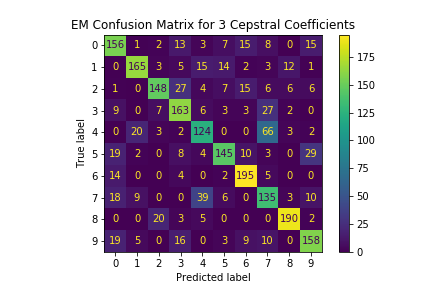 EM Confusion Matrix for 3 Cepstral Coefficients
0 156 1 2 13 3 7 15 8 0 15
1 0 165 3 5 15 14 2 3 12 1
2 1 0 148 27 4 7 15 6 6 6
3 9 0 7 163 6 3 3 27 2 0
4 0 20 3 2 124 0 0 66 3 2
5 19 2 0 8 4 145 10 3 0 29
6 14 0 0 4 0 2 195 5 0 0
7 18 9 0 0 39 6 0 135 3 10
8 0 0 20 3 5 0 0 0 190 2
9 19 5 0 16 0 3 9 10 0 158
0 1 2 3 4 5 6 7 8 9
True label
Predicted label
175
150
125
100
75
50
25
0